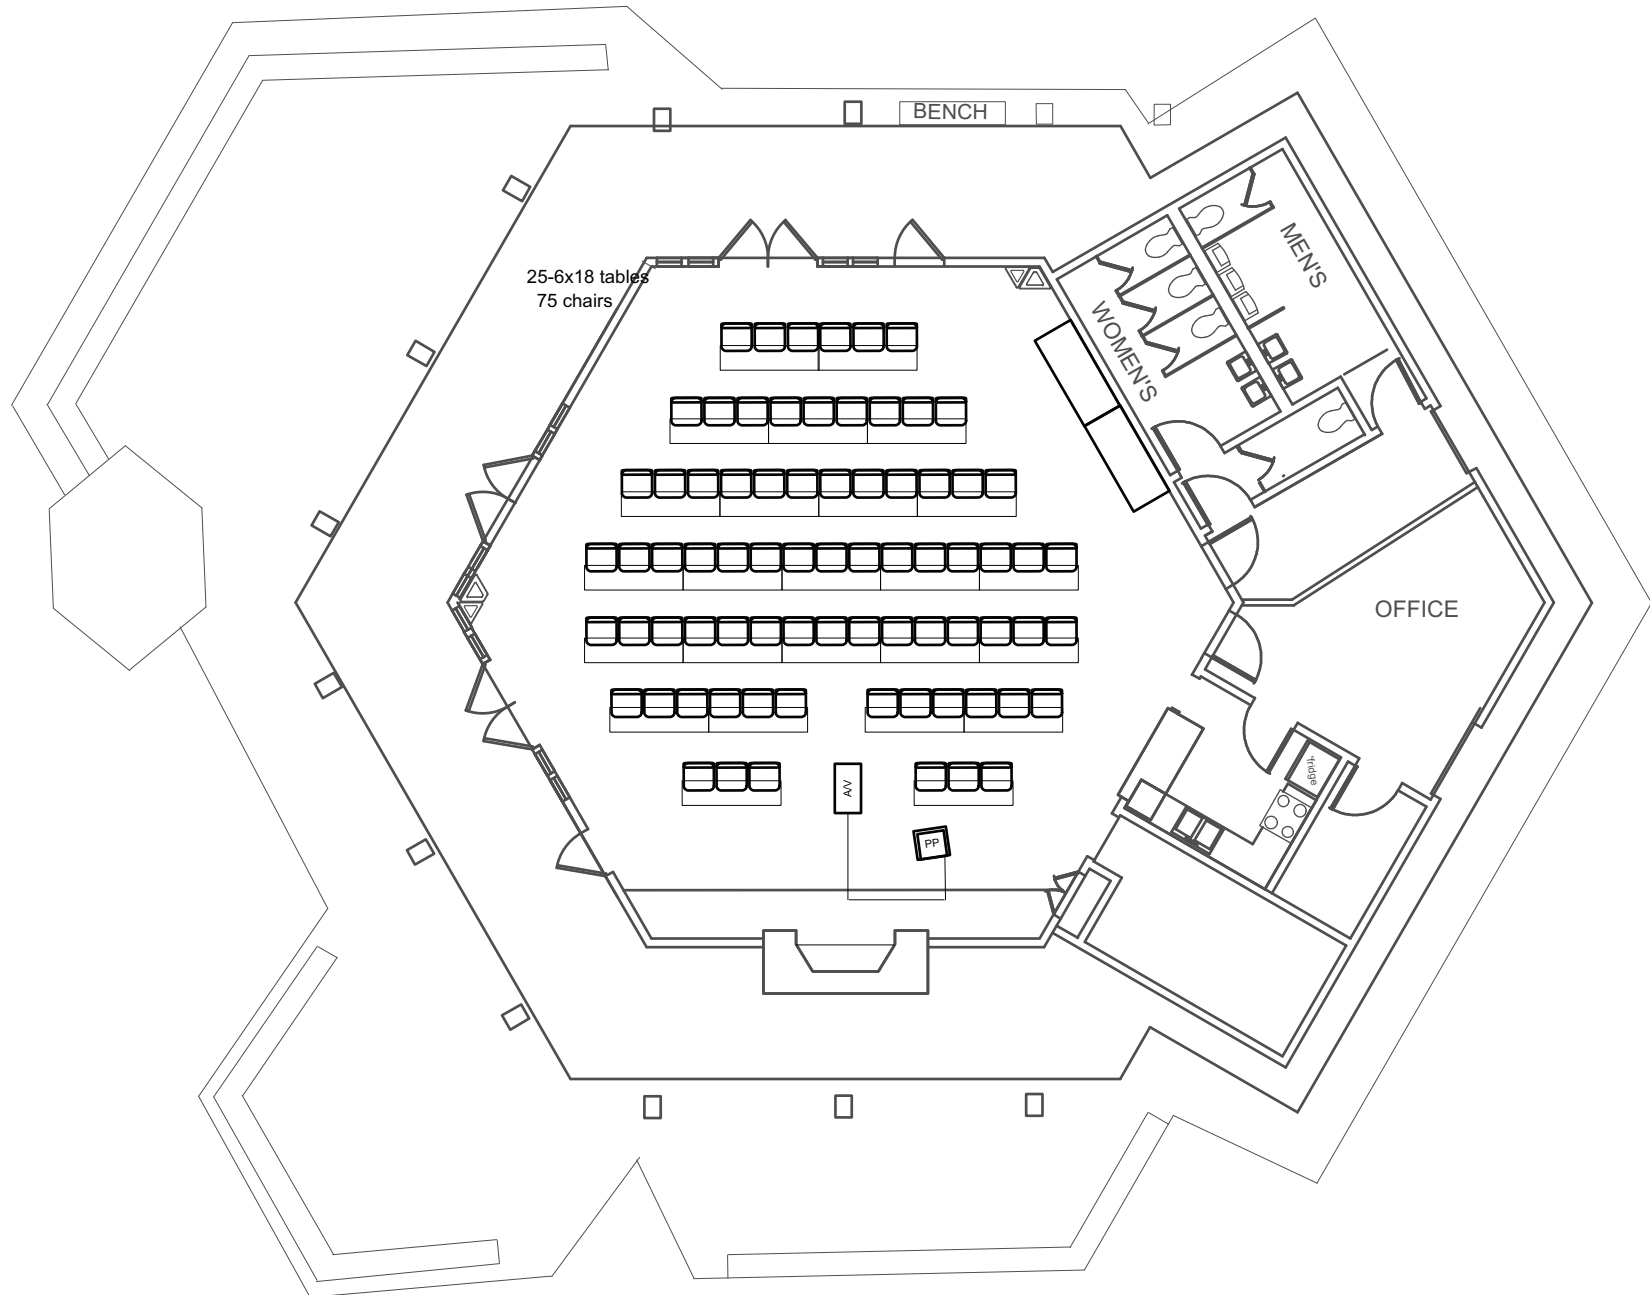 BENCH
25-6x18 tables
75 chairs
MEN'S
WOMEN'S
OFFICE
fridge
A/V
PP